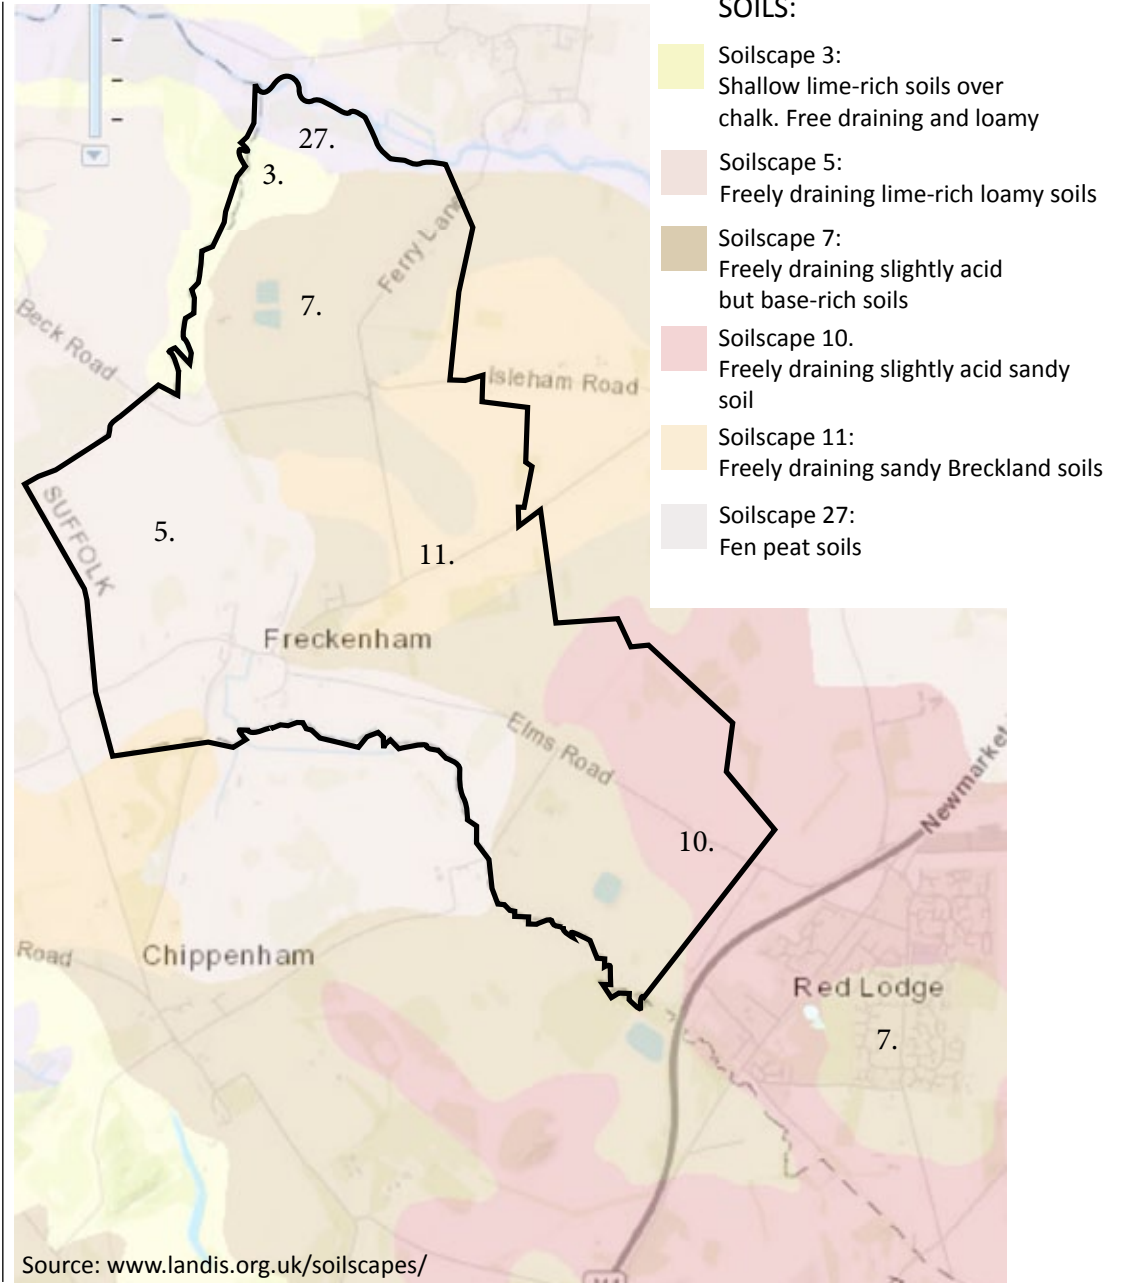 SOILS:
Soilscape 3:
Shallow lime-rich soils over
chalk. Free draining and loamy
Soilscape 5:
Freely draining lime-rich loamy soils
Soilscape 7:
Freely draining slightly acid
but base-rich soils
Soilscape 10.
Freely draining slightly acid sandy
soil
Soilscape 11:
Freely draining sandy Breckland soils
Soilscape 27:
Fen peat soils
27.
3.
Ferry Lane
7.
Beck Road
Isleham Road
SUFFOLK
5.
11.
Freckenham
Elms Road
Newmarket
10.
Road
Chippenham
Red Lodge
7.
Source: www.landis.org.uk/soilscapes/